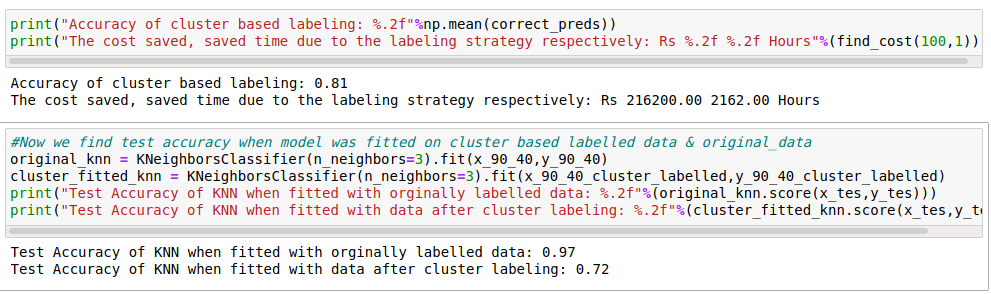 print("Accuracy of cluster based labeling: %.2f"%np.mean(correct_preds))
print("The cost saved, saved time due to the labeling strategy respectively: Rs %.2f %.2f Hours"%(find_cost(100,1))
Accuracy of cluster based labeling: 0.81
The cost saved, saved time due to the labeling strategy respectively: Rs 216200.00 2162.00 Hours
#Now we find test accuracy when model was fitted on cluster based labelled data & original_data
original_knn = KNeighborsClassifier(n_neighbors=3).fit(x_90_40,y_90_40)
cluster_fitted_knn = KNeighborsClassifier(n_neighbors=3).fit(x_90_40_cluster_labelled,y_90_40_cluster_labelled)
print("Test Accuracy of KNN when fitted with orginally labelled data: %.2f"%(original_knn.score(x_tes,y_tes)))
print("Test Accuracy of KNN when fitted with data after cluster labeling: %.2f"%(cluster_fitted_knn.score(x_tes,y_te
Test Accuracy of KNN when fitted with orginally labelled data: 0.97
Test Accuracy of KNN when fitted with data after cluster labeling: 0.72